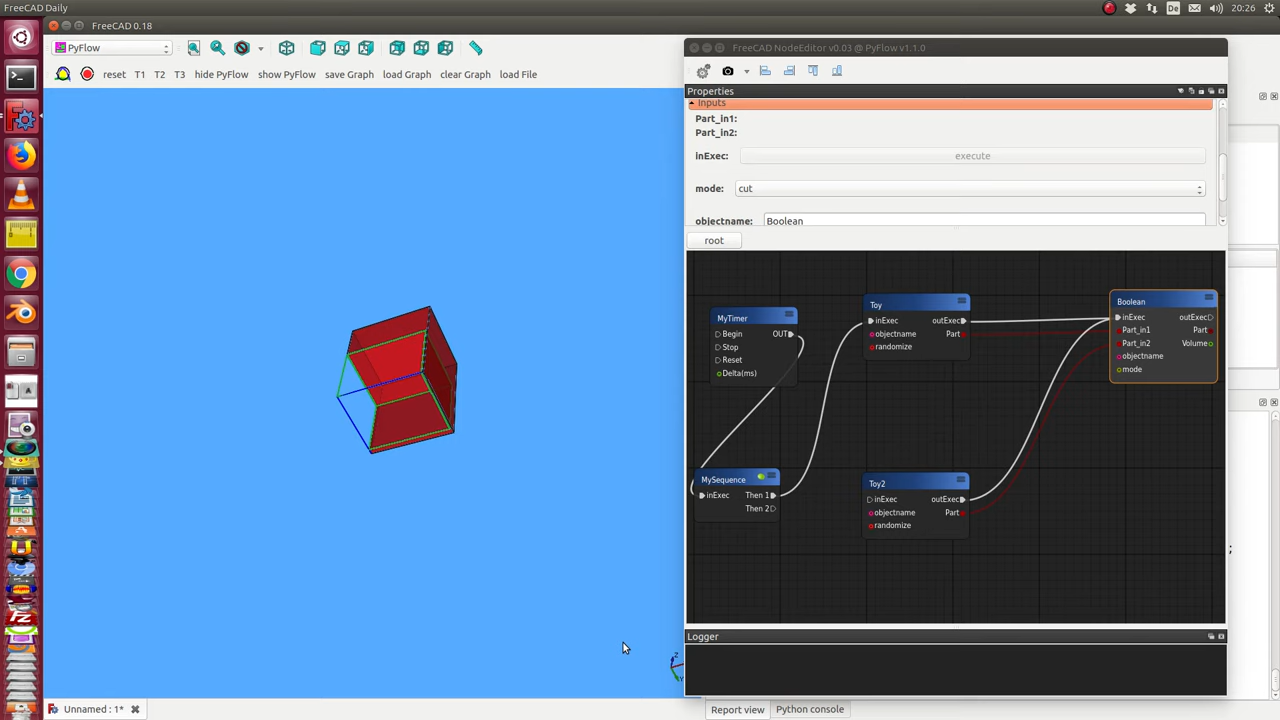 FreeCAD Daily
De
20:26
FreeCAD 0.18
PyFlow
reset T1 T2 T3 hide PyFlow show PyFlow save Graph load Graph clear Graph load File
FreeCAD NodeEditor v0.03 @ PyFlow v1.1.0
Properties
Inputs
Part_in1:
Part_in2:
inExec: execute
mode: cut
objectname: Boolean
root
MyTimer
Begin OUT
Stop
Reset
Delta(ms)
Toy
inExec outExec
objectname Part
randomize
Boolean
inExec outExec
Part_in1 Part
Part_in2 Volume
objectname
mode
MySequence
inExec Then 1
Then 2
Toy2
inExec outExec
objectname Part
randomize
Logger
Z
Y
Unnamed : 1*
Report view Python console